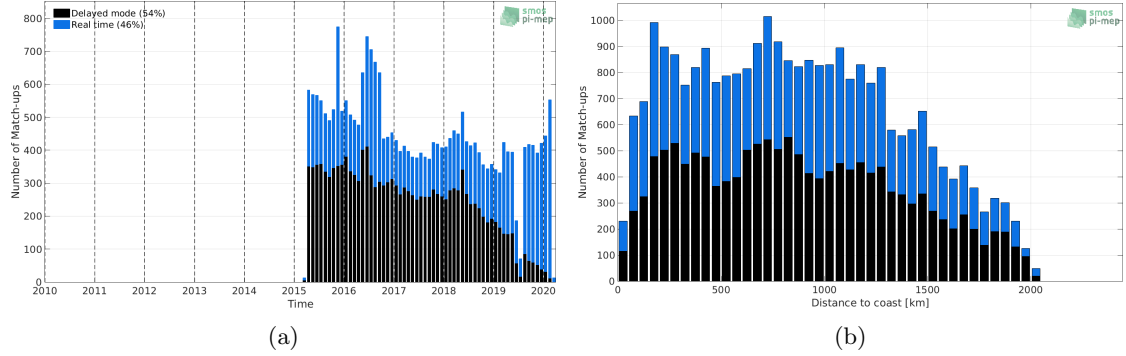 Delayed mode (54%)
Real time (46%)
smos
pi-mep
Number of Match-ups
800
700
600
500
400
300
200
100
0
2010 2011 2012 2013 2014 2015 2016 2017 2018 2019 2020
Time
(a)
smos
pi-mep
Number of Match-ups
1000
900
800
700
600
500
400
300
200
100
0
0 500 1000 1500 2000
Distance to coast [km]
(b)